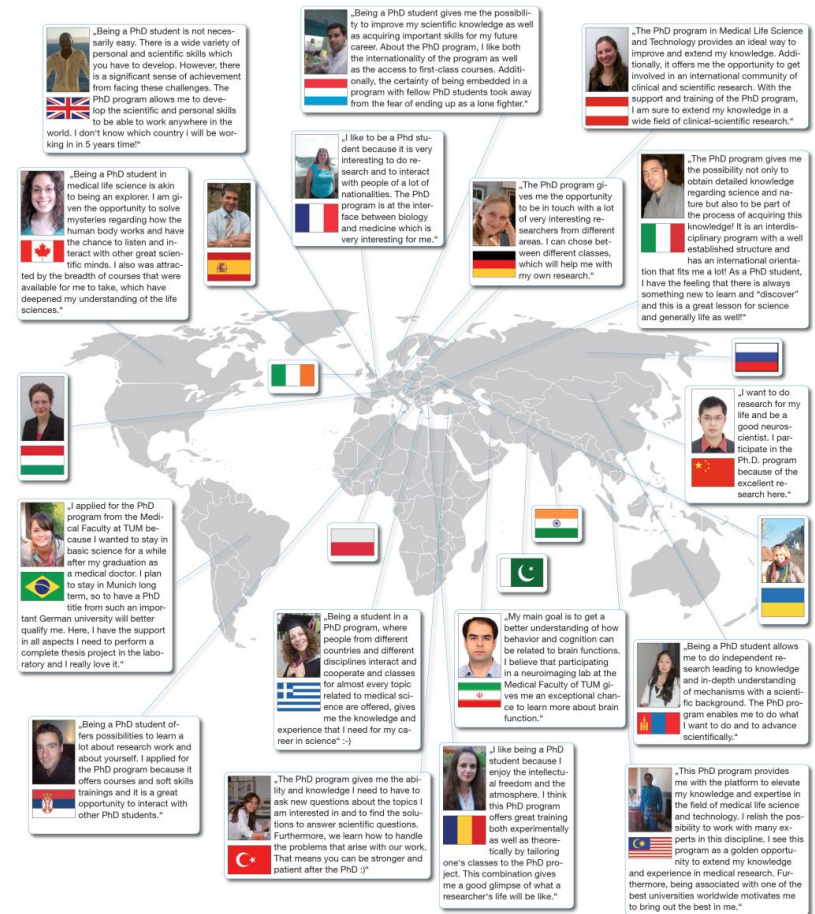 „Being a PhD student is not neces-
sarily easy. There is a wide variety of
personal and scientific skills which
you have to develop. However, there
is a significant sense of achievement
from facing these challenges. The
PhD program allows me to deve-
lop the scientific and personal skills
to be able to work anywhere in the
world. I don't know which country i will be wor-
king in in 5 years time!“
„Being a PhD student gives me the possibili-
ty to improve my scientific knowledge as well
as acquiring important skills for my future
career. About the PhD program, I like both
the internationality of the program as well
as the access to first-class courses. Additi-
onally, the certainty of being embedded in a
program with fellow PhD students took away
from the fear of ending up as a lone fighter.“
„The PhD program in Medical Life Science
and Technology provides an ideal way to
improve and extend my knowledge. Addi-
tionally, it offers me the opportunity to get
involved in an international community of
clinical and scientific research. With the
support and training of the PhD program,
I am sure to extend my knowledge in a
wide field of clinical-scientific research.“
„Being a PhD student in
medical life science is akin
to being an explorer. I am gi-
ven the opportunity to solve
mysteries regarding how the
human body works and have
the chance to listen and in-
teract with other great scien-
tific minds. I also was attrac-
ted by the breadth of courses that were
available for me to take, which have
deepened my understanding of the life
sciences.“
„I like to be a Phd stu-
dent because it is very
interesting to do re-
search and to interact
with people of a lot of
nationalities. The PhD
program is at the inter-
face between biology
and medicine which is
very interesting for me.“
„The PhD program gi-
ves me the opportunity
to be in touch with a lot
of very interesting re-
searchers from different
areas. I can chose bet-
ween different classes,
which will help me with
my own research.“
„The PhD program gives me
the possibility not only to
obtain detailed knowledge
regarding science and na-
ture but also to be part of
the process of acquiring this
knowledge! It is an interdis-
ciplinary program with a well
established structure and
has an international orienta-
tion that fits me a lot! As a PhD student,
I have the feeling that there is always
something new to learn and “discover”
and this is a great lesson for science
and generally life as well!“
„I want to do
research for my
life and be a
good neuros-
cientist. I par-
ticipate in the
Ph.D. program
because of the
excellent re-
search here.“
„I applied for the PhD
program from the Medi-
cal Faculty at TUM be-
cause I wanted to stay in
basic science for a while
after my graduation as
a medical doctor. I plan
to stay in Munich long
term, so to have a PhD
title from such an impor-
tant German university will better
qualify me. Here, I have the support
in all aspects I need to perform a
complete thesis project in the labo-
ratory and I really love it.“
„Being a student in a
PhD program, where
people from different
countries and different
disciplines interact and
cooperate and classes
for almost every topic
related to medical sci-
ence are offered, gives
me the knowledge and
experience that I need for my ca-
reer in science“ :-)
„My main goal is to get a
better understanding of how
behavior and cognition can
be related to brain functions.
I believe that participating
in a neuroimaging lab at the
Medical Faculty of TUM gi-
ves me an exceptional chan-
ce to learn more about brain
function.“
„Being a PhD student allows
me to do independent re-
search leading to knowledge
and in-depth understanding
of mechanisms with a scienti-
fic background. The PhD pro-
gram enables me to do what
I want to do and to advance
scientifically.“
„Being a PhD student of-
fers possibilities to learn a
lot about research work and
about yourself. I applied for
the PhD program because it
offers courses and soft skills
trainings and it is a great
opportunity to interact with
other PhD students.“
„The PhD program gives me the abi-
lity and knowledge I need to have to
ask new questions about the topics I
am interested in and to find the solu-
tions to answer scientific questions.
Furthermore, we learn how to handle
the problems that arise with our work.
That means you can be stronger and
patient after the PhD :)“
„I like being a PhD
student because I
enjoy the intellectu-
al freedom and the
atmosphere. I think
this PhD program
offers great training
both experimentally
as well as theore-
tically by tailoring
one's classes to the PhD pro-
ject. This combination gives
me a good glimpse of what a
researcher's life will be like.“
„This PhD program provides
me with the platform to elevate
my knowledge and expertise in
the field of medical life science
and technology. I relish the pos-
sibility to work with many ex-
perts in this discipline. I see this
program as a golden opportu-
nity to extend my knowledge
and experience in medical research. Fur-
thermore, being associated with one of the
best universities worldwide motivates me
to bring out the best in me.“